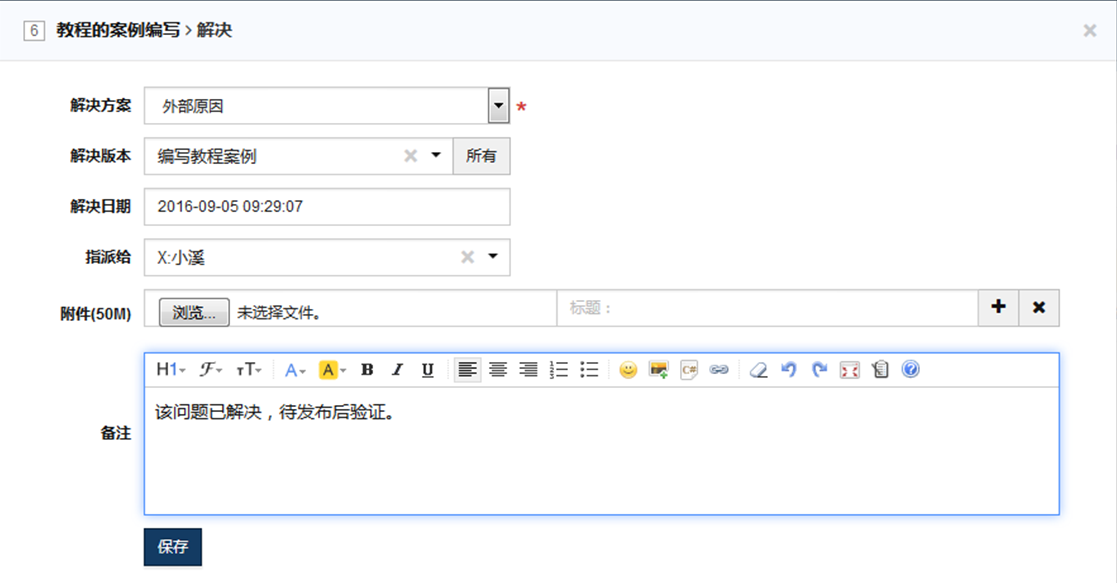 6 教程的案例编写 > 解决 ×
解决方案 外部原因 *
解决版本 编写教程案例 × 所有
解决日期 2016-09-05 09:29:07
指派给 X:小溪 ×
附件(50M) 浏览... 未选择文件。 标题：
H1 F TT A A B I U C#
该问题已解决，待发布后验证。
备注
保存